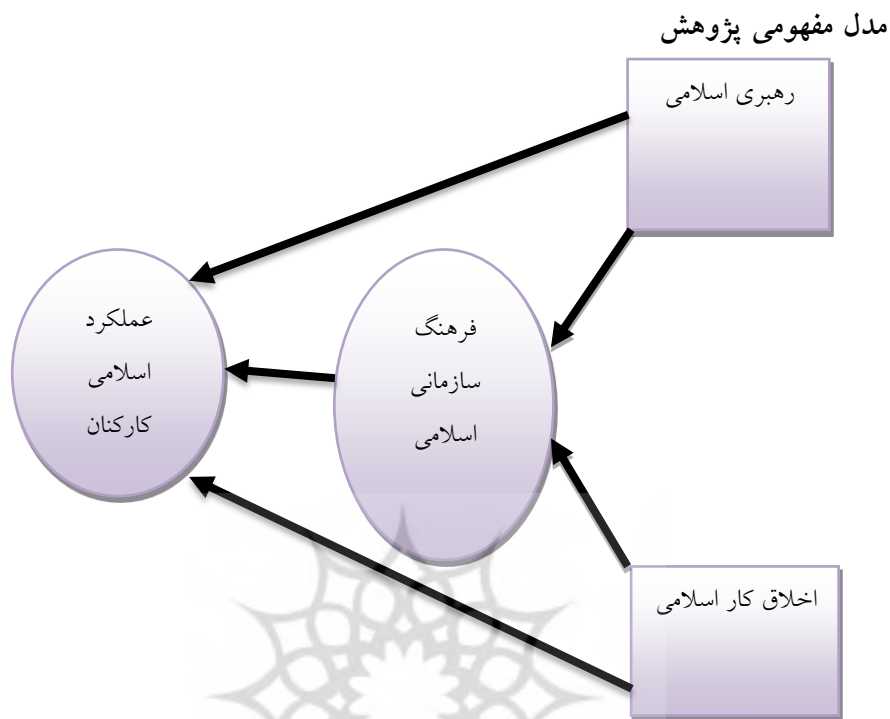 مدل مفهومی پژوهش
رهبری اسلامی
فرهنگ
سازمانی
اسلامی
عملکرد
اسلامی
کارکنان
اخلاق کار اسلامی